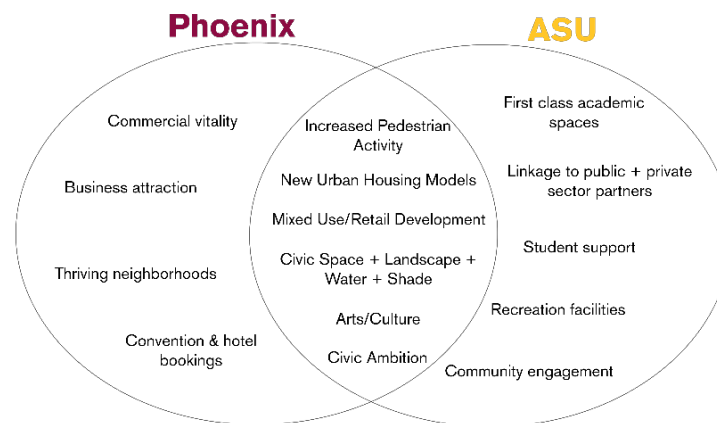 Phoenix
ASU
Commercial vitality
Business attraction
Thriving neighborhoods
Convention & hotel
bookings
Increased Pedestrian
Activity
New Urban Housing Models
Mixed Use/Retail Development
Civic Space + Landscape +
Water + Shade
Arts/Culture
Civic Ambition
First class academic
spaces
Linkage to public + private
sector partners
Student support
Recreation facilities
Community engagement